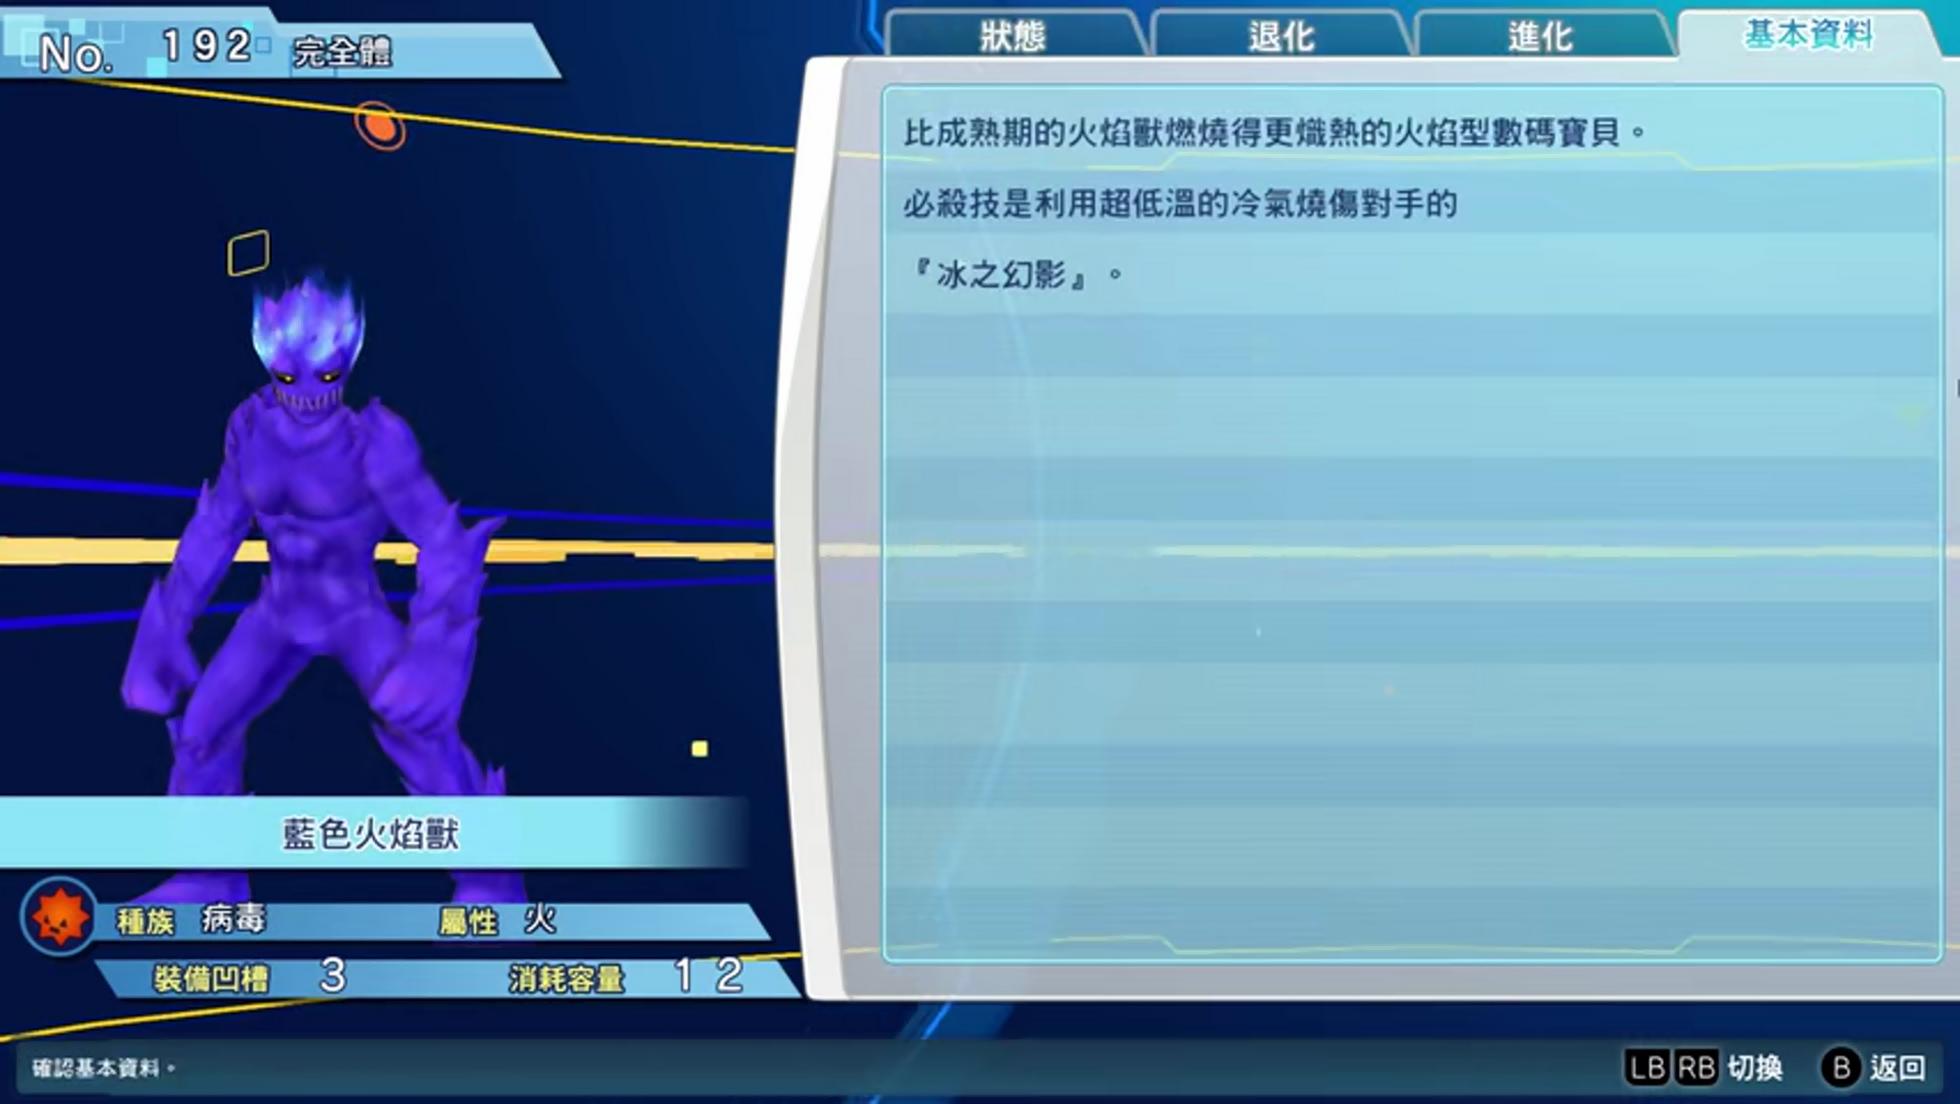 No. 192 完全體
狀態 退化 進化 基本資料
比成熟期的火焰獸燃燒得更熾熱的火焰型數碼寶貝。
必殺技是利用超低溫的冷氣燒傷對手的
『冰之幻影』。
藍色火焰獸
種族 病毒 屬性 火
裝備凹槽 3 消耗容量 12
確認基本資料。
LB RB 切換 B 返回